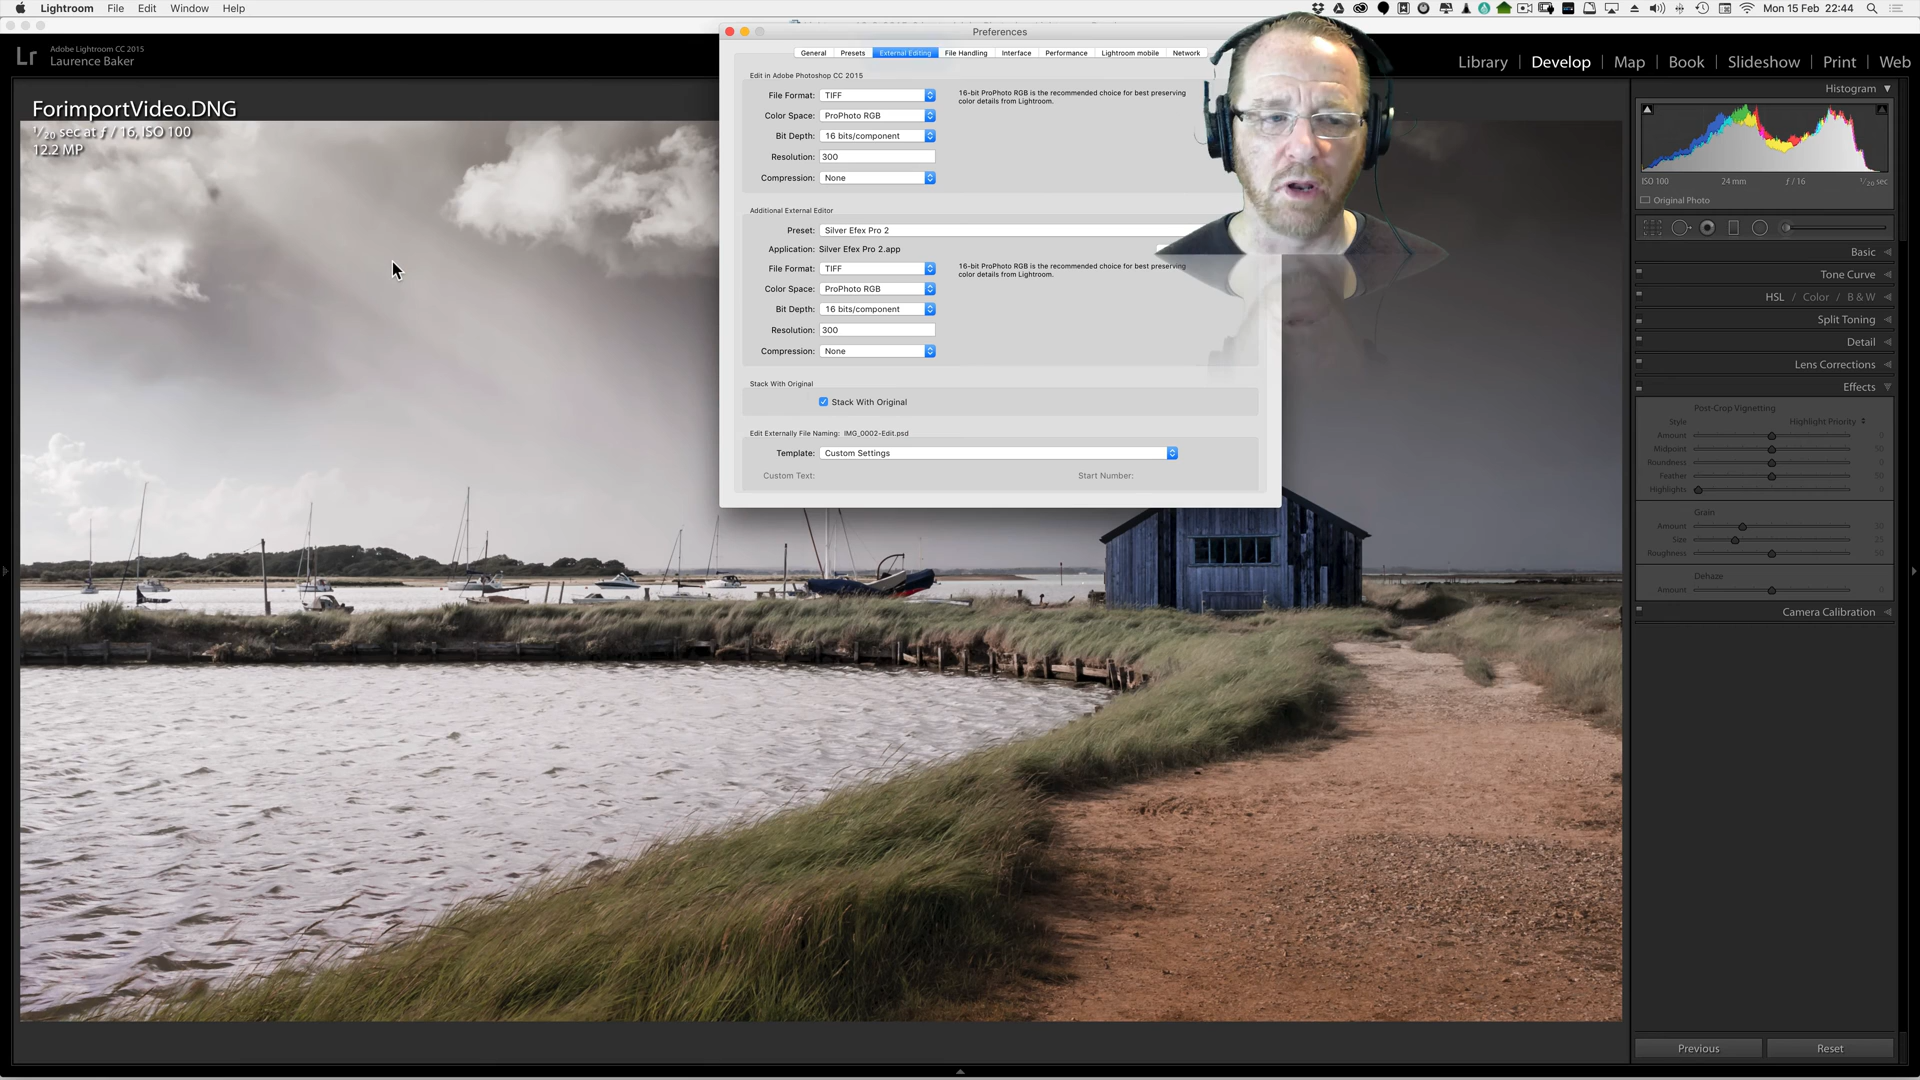 Lightroom File Edit Window Help
Mon 15 Feb 22:44
Lr Adobe Lightroom CC 2015
Laurence Baker
Library Develop Map Book Slideshow Print Web
ForimportVideo.DNG
1/20 sec at ƒ / 16, ISO 100
12.2 MP
Preferences
General Presets External Editing File Handling Interface Performance Lightroom mobile Network
Edit in Adobe Photoshop CC 2015
File Format: TIFF
16-bit ProPhoto RGB is the recommended choice for best preserving
color details from Lightroom.
Color Space: ProPhoto RGB
Bit Depth: 16 bits/component
Resolution: 300
Compression: None
Additional External Editor
Preset: Silver Efex Pro 2
Application: Silver Efex Pro 2.app
File Format: TIFF
16-bit ProPhoto RGB is the recommended choice for best preserving
color details from Lightroom.
Color Space: ProPhoto RGB
Bit Depth: 16 bits/component
Resolution: 300
Compression: None
Stack With Original
Stack With Original
Edit Externally File Naming: IMG_0002-Edit.psd
Template: Custom Settings
Custom Text: Start Number:
Histogram
ISO 100 24 mm ƒ / 16 1/20 sec
Original Photo
Basic
Tone Curve
HSL / Color / B & W
Split Toning
Detail
Lens Corrections
Effects
Post-Crop Vignetting
Style Highlight Priority
Amount 0
Midpoint 50
Roundness 0
Feather 50
Highlights 0
Grain
Amount 30
Size 25
Roughness 50
Dehaze
Amount 0
Camera Calibration
Previous Reset